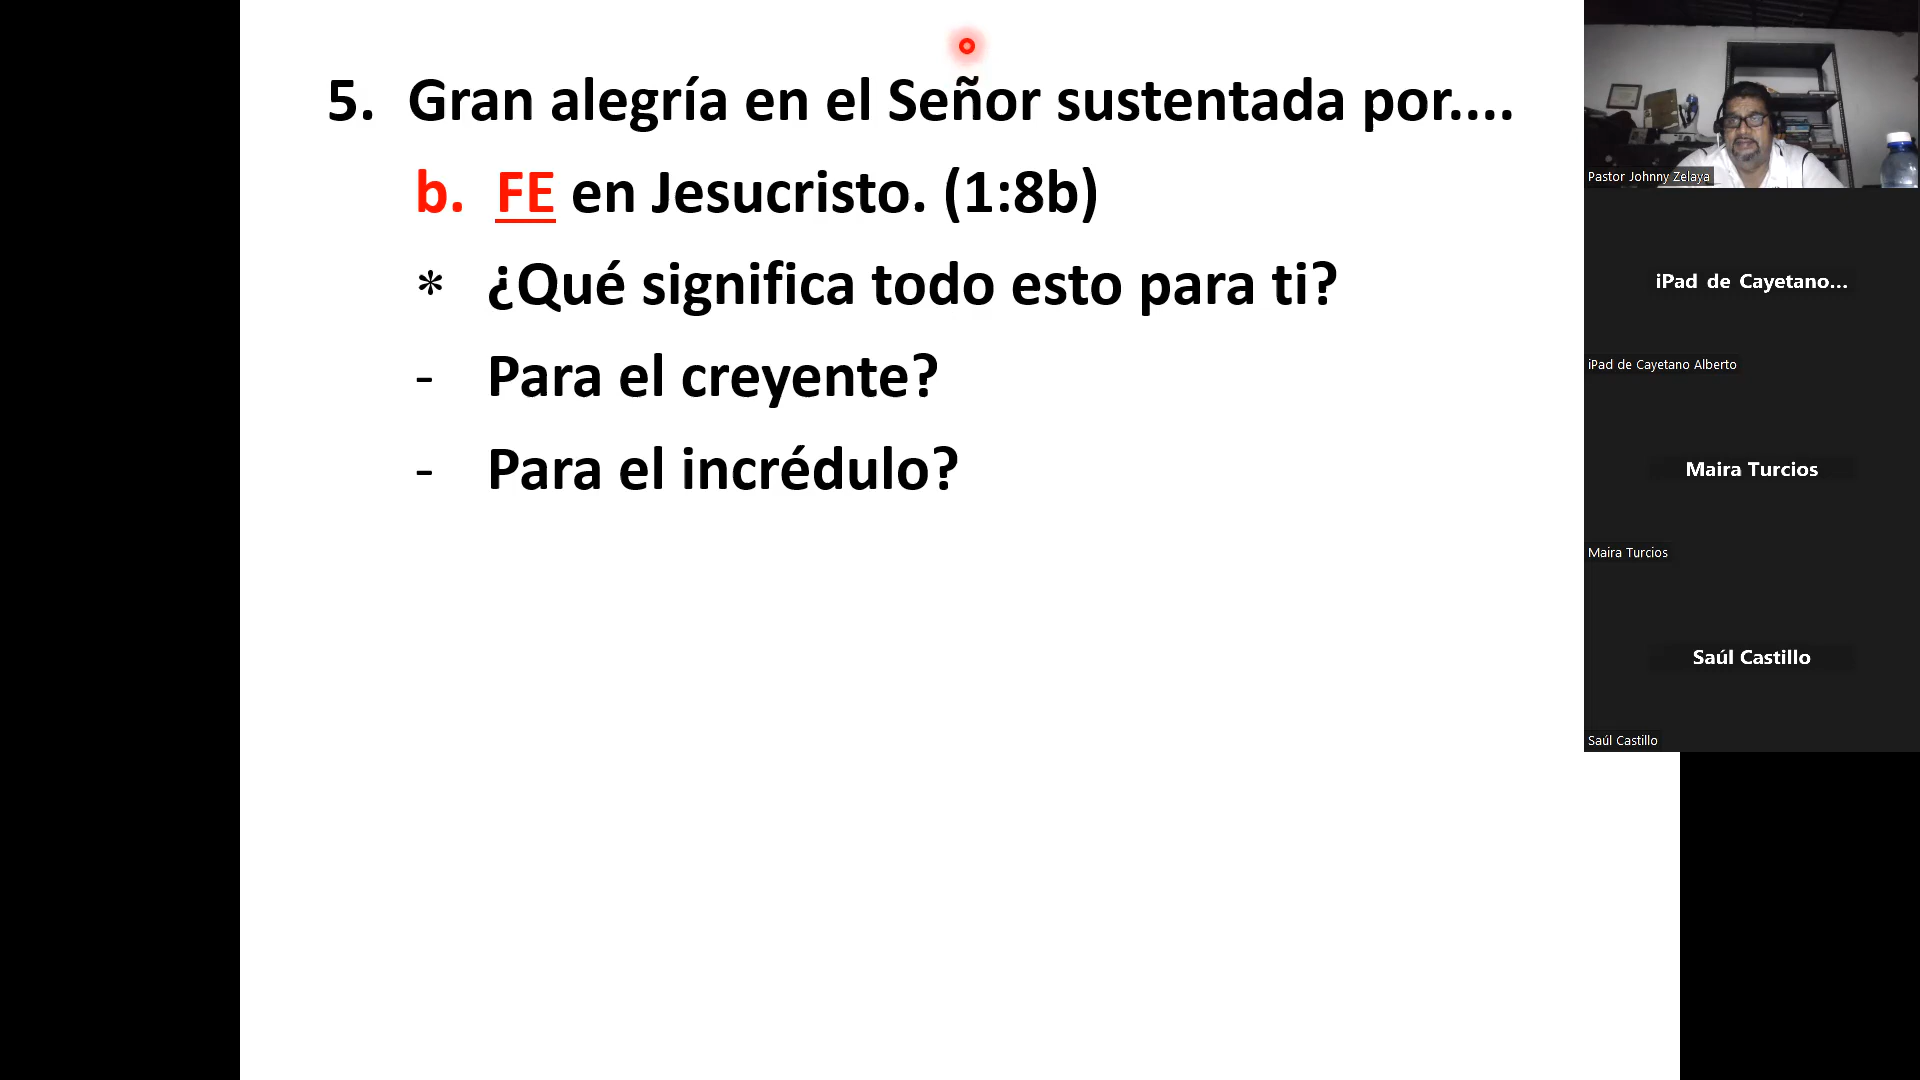 5. Gran alegría en el Señor sustentada por....
b. FE en Jesucristo. (1:8b)
* ¿Qué significa todo esto para ti?
- Para el creyente?
- Para el incrédulo?
Pastor Johnny Zelaya
iPad de Cayetano...
iPad de Cayetano Alberto
Maira Turcios
Maira Turcios
Saúl Castillo
Saúl Castillo